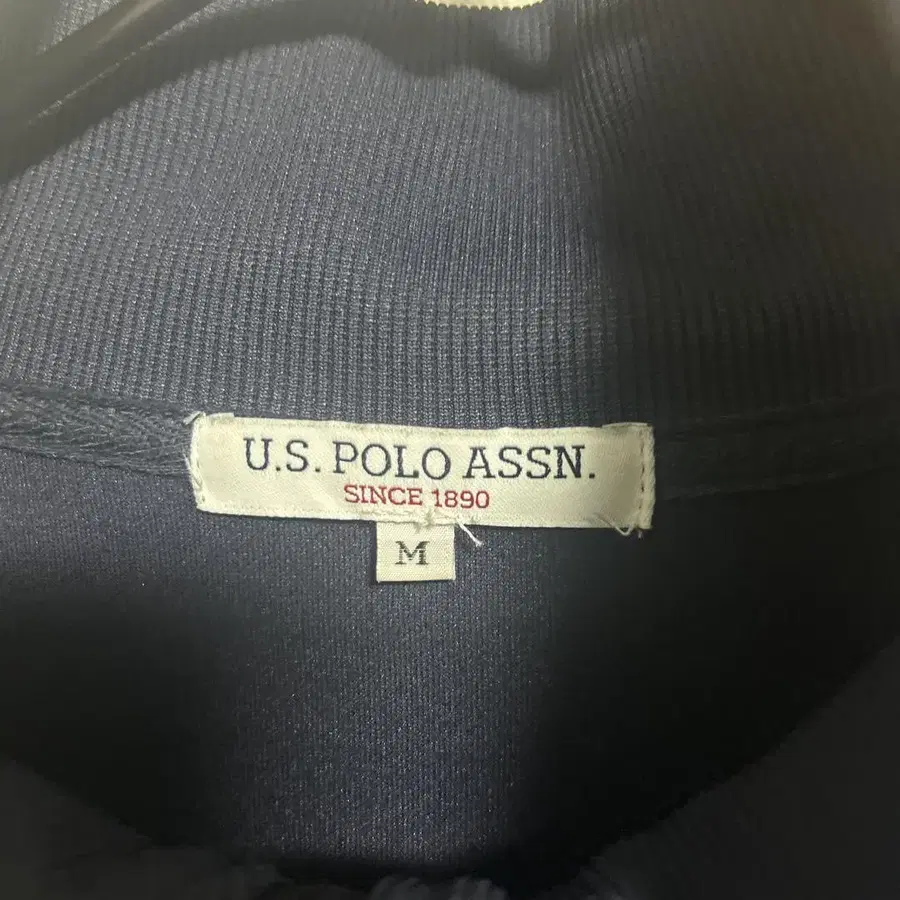 U.S. POLO ASSN.
SINCE 1890
M